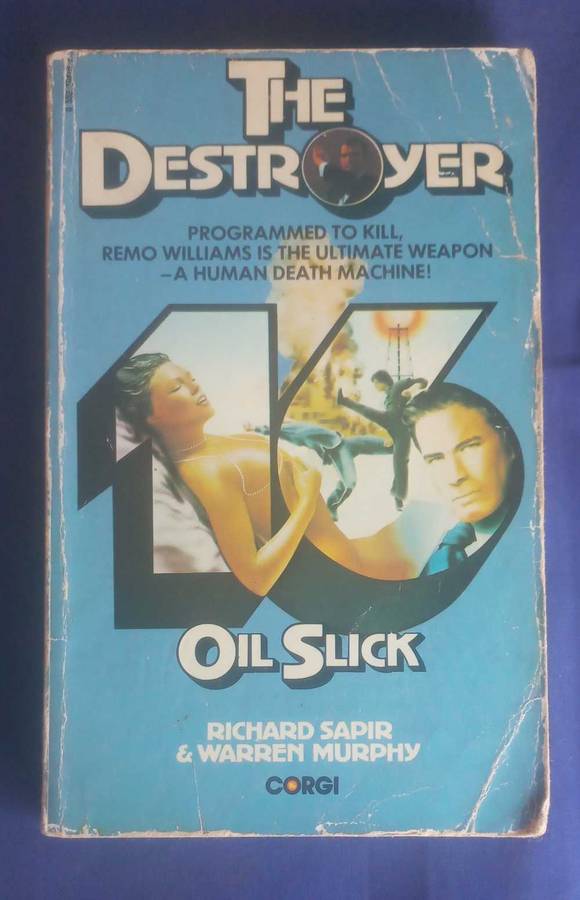 THE
DESTROYER
PROGRAMMED TO KILL,
REMO WILLIAMS IS THE ULTIMATE WEAPON
–A HUMAN DEATH MACHINE!
16
OIL SLICK
RICHARD SAPIR
& WARREN MURPHY
CORGI